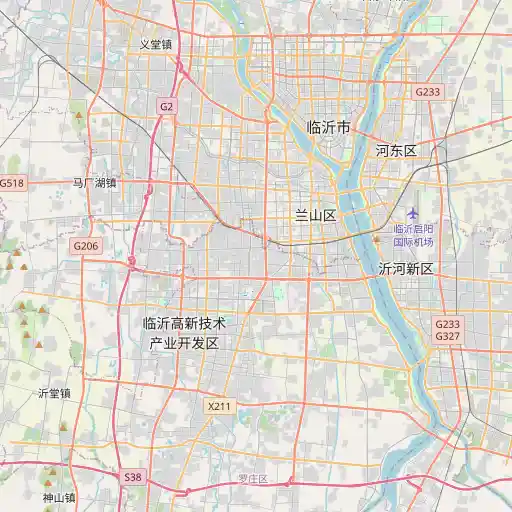 义堂镇
G2
G233
临沂市
河东区
G518
马厂湖镇
兰山区
临沂启阳
国际机场
G206
沂河新区
临沂高新技术
产业开发区
G233
G327
沂堂镇
X211
S38
罗庄区
神山镇